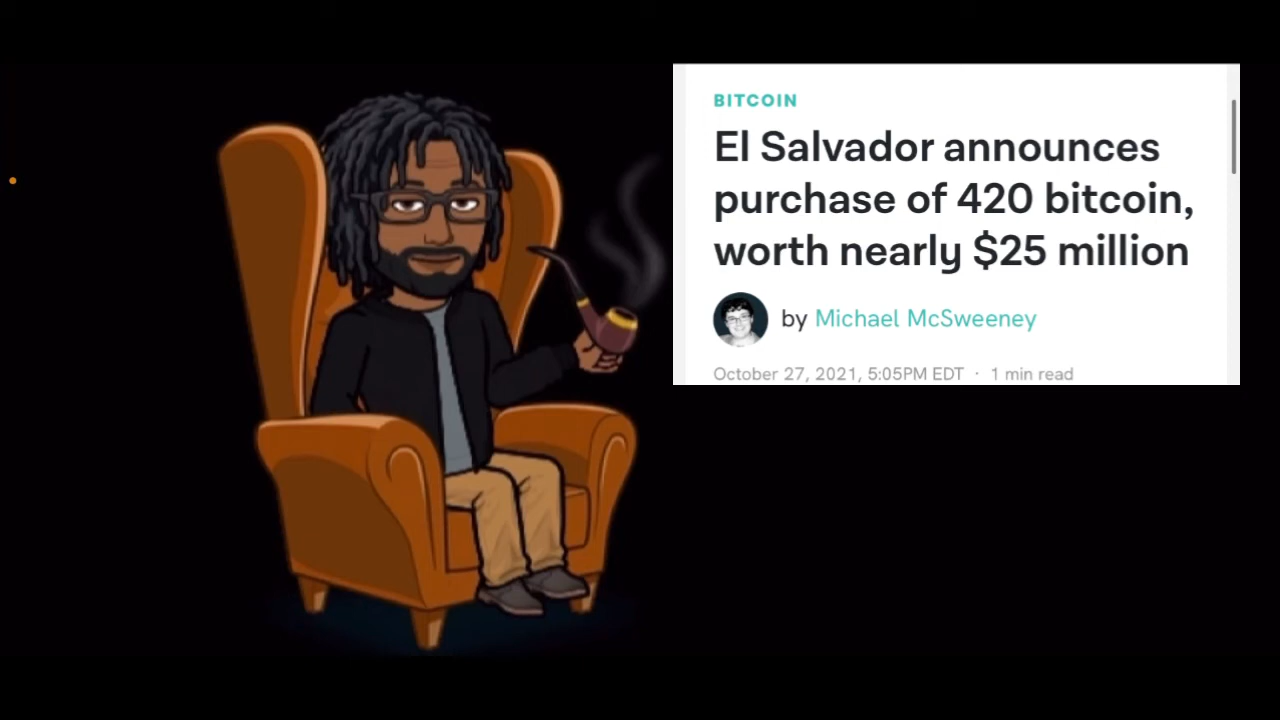 BITCOIN
El Salvador announces
purchase of 420 bitcoin,
worth nearly $25 million
by Michael McSweeney
October 27, 2021, 5:05PM EDT · 1 min read